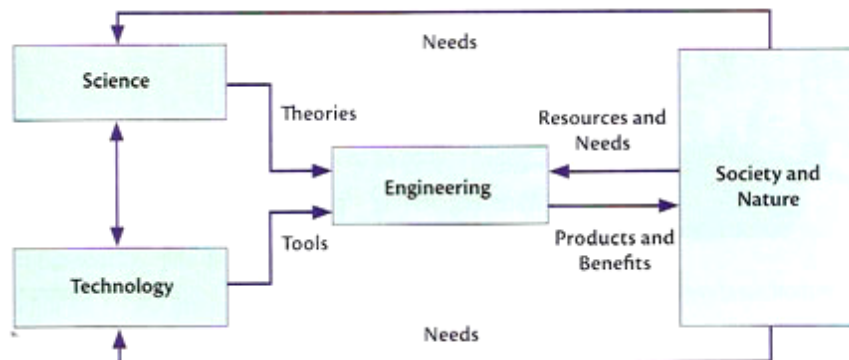 Needs
Science
Theories
Resources and
Needs
Engineering
Society and
Nature
Tools
Products and
Benefits
Technology
Needs